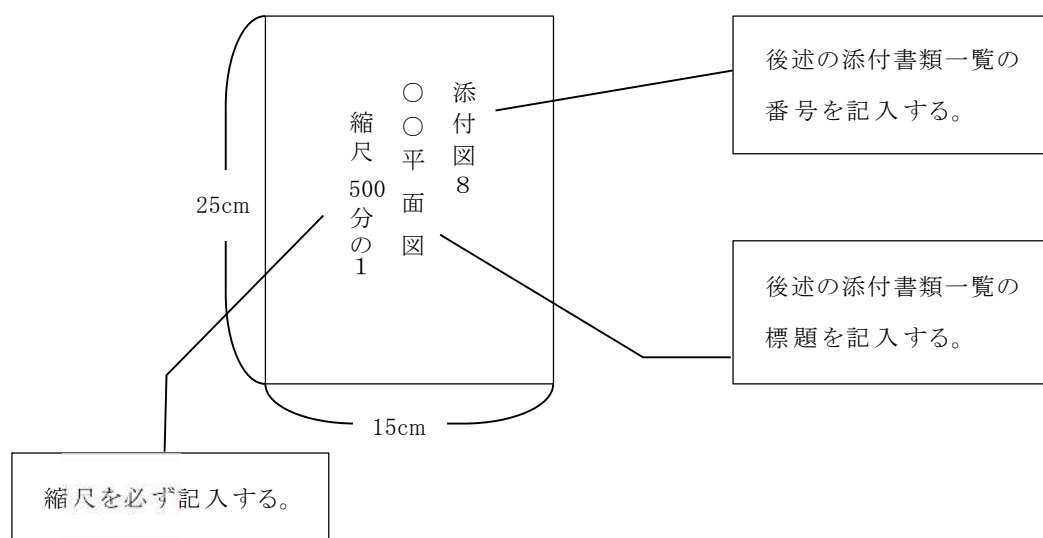 添付図８
○○平面図
縮尺 500分の１
25cm
15cm
後述の添付書類一覧の
番号を記入する。
後述の添付書類一覧の
標題を記入する。
縮尺を必ず記入する。